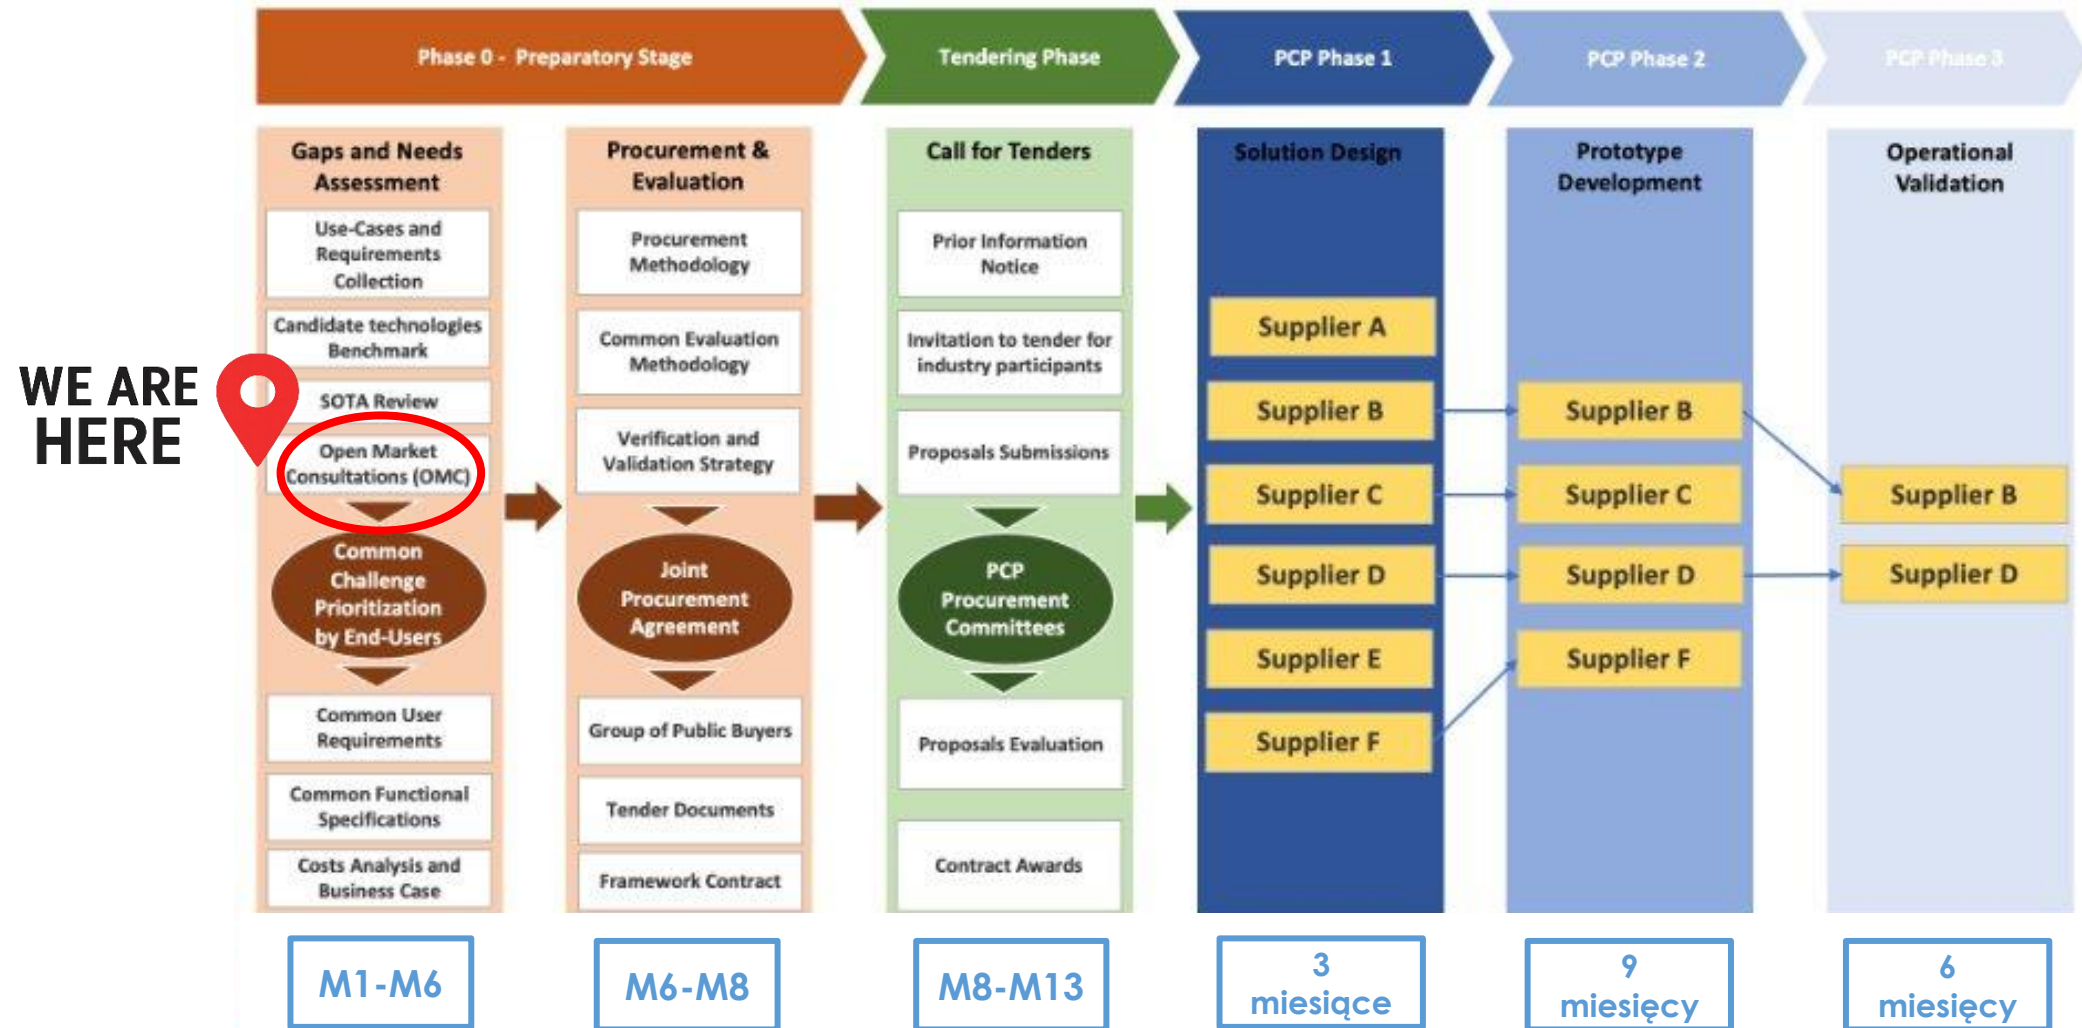 Phase 0 - Preparatory Stage
Tendering Phase
PCP Phase 1
PCP Phase 2
PCP Phase 3
WE ARE
HERE
Gaps and Needs
Assessment
Use-Cases and
Requirements
Collection
Candidate technologies
Benchmark
SOTA Review
Open Market
Consultations (OMC)
Common
Challenge
Prioritization
by End-Users
Common User
Requirements
Common Functional
Specifications
Costs Analysis and
Business Case
M1-M6
Procurement &
Evaluation
Procurement
Methodology
Common Evaluation
Methodology
Verification and
Validation Strategy
Joint
Procurement
Agreement
Group of Public Buyers
Tender Documents
Framework Contract
M6-M8
Call for Tenders
Prior Information
Notice
Invitation to tender for
industry participants
Proposals Submissions
PCP
Procurement
Committees
Proposals Evaluation
Contract Awards
M8-M13
Solution Design
Supplier A
Supplier B
Supplier C
Supplier D
Supplier E
Supplier F
3
miesiące
Prototype
Development
Supplier B
Supplier C
Supplier D
Supplier F
9
miesięcy
Operational
Validation
Supplier B
Supplier D
6
miesięcy